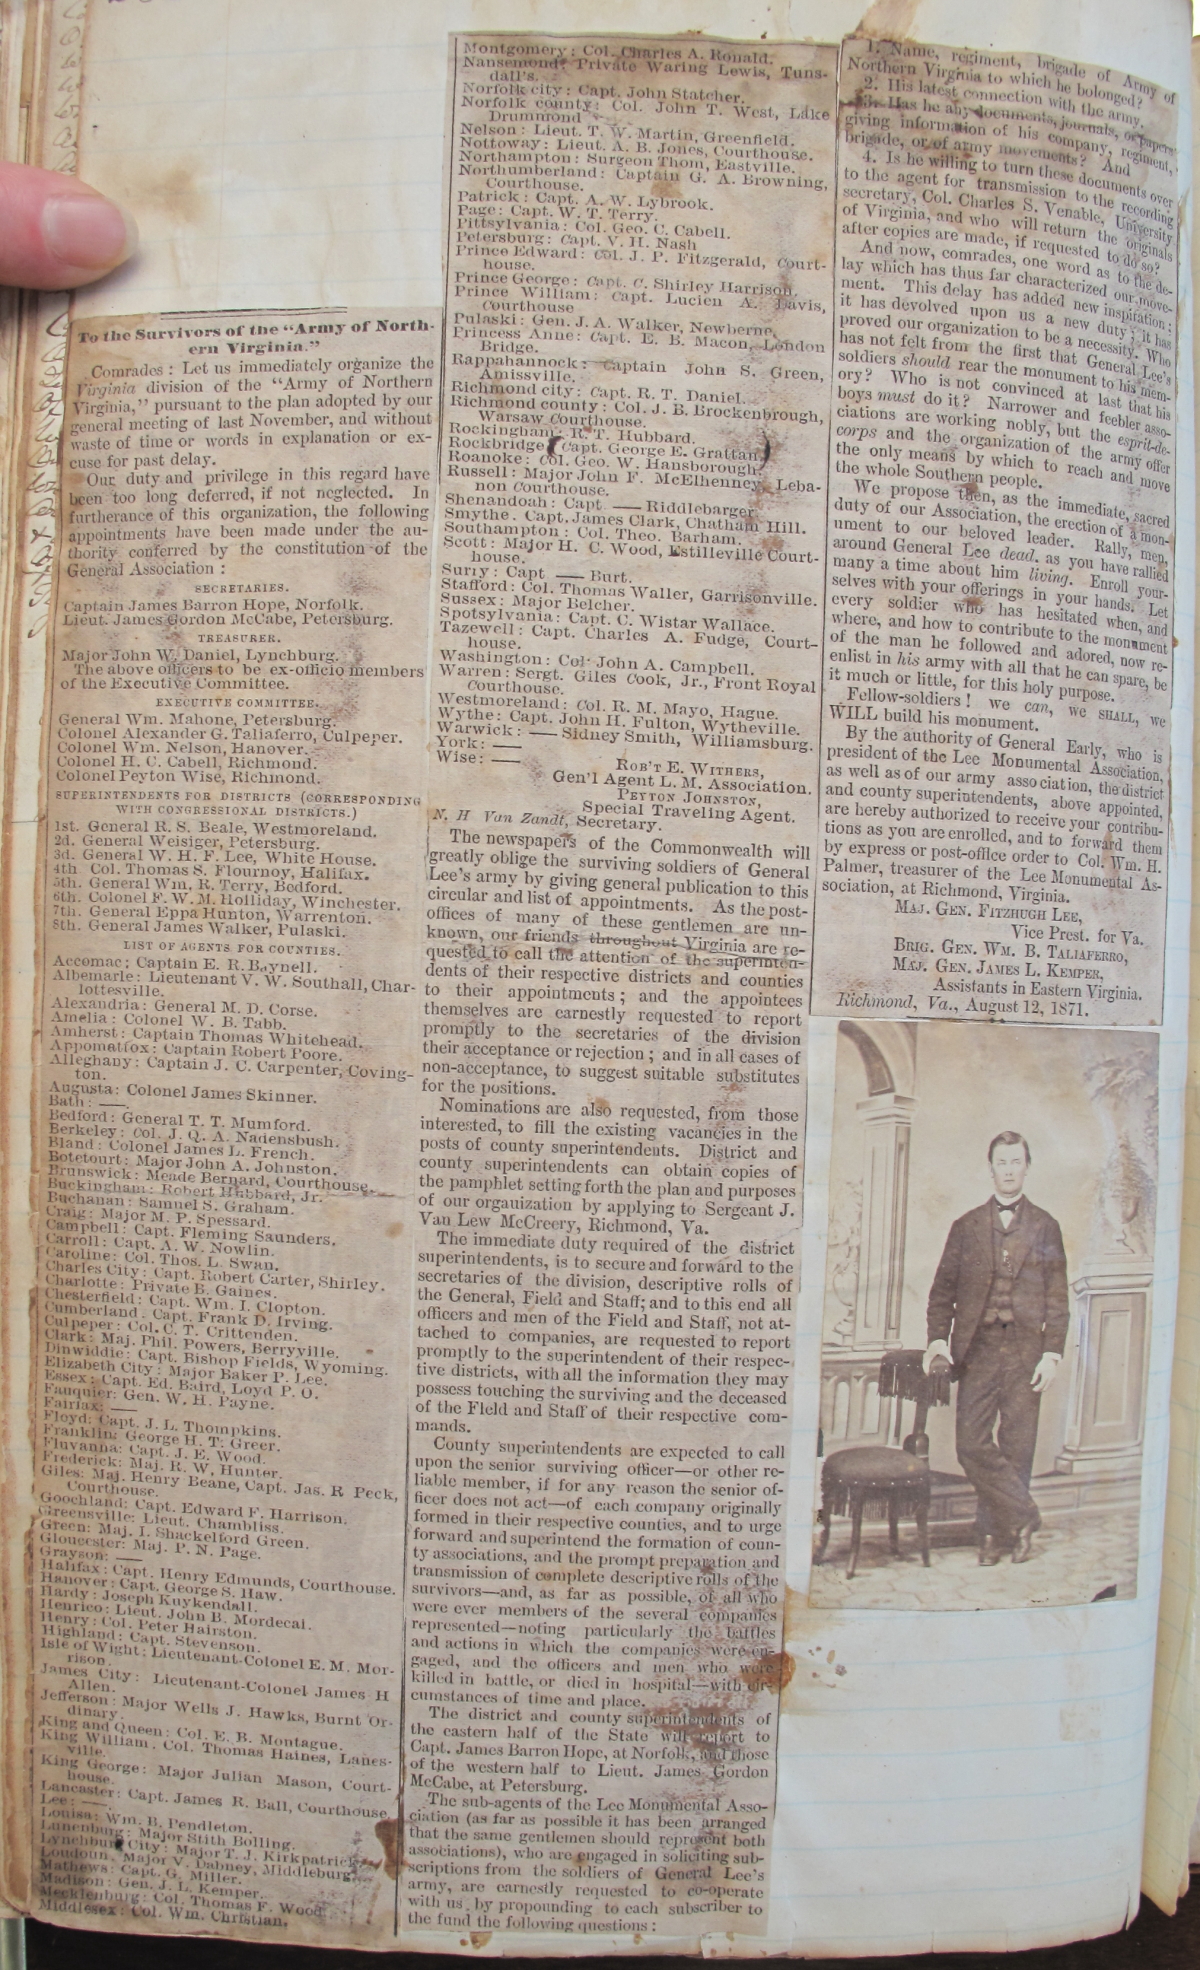 To the Survivors of the "Army of North-
ern Virginia."
Comrades: Let us immediately organize the
Virginia division of the "Army of Northern
Virginia," pursuant to the plan adopted by our
general meeting of last November, and without
waste of time or words in explanation or ex-
cuse for past delay.
Our duty and privilege in this regard have
been too long deferred, if not neglected. In
furtherance of this organization, the following
appointments have been made under the au-
thority conferred by the constitution of the
General Association:
SECRETARIES.
Captain James Barron Hope, Norfolk.
Lieut. James Gordon McCabe, Petersburg.
TREASURER.
Major John W. Daniel, Lynchburg.
The above officers to be ex-officio members
of the Executive Committee.
EXECUTIVE COMMITTEE.
General Wm. Mahone, Petersburg.
Colonel Alexander G. Taliaferro, Culpeper.
Colonel Wm. Nelson, Hanover.
Colonel H. C. Cabell, Richmond.
Colonel Peyton Wise, Richmond.
SUPERINTENDENTS FOR DISTRICTS (CORRESPONDING
WITH CONGRESSIONAL DISTRICTS.)
1st. General R. S. Beale, Westmoreland.
2d. General Weisiger, Petersburg.
3d. General W. H. F. Lee, White House.
4th. Col. Thomas S. Flournoy, Halifax.
5th. General Wm. R. Terry, Bedford.
6th. Colonel F. W. M. Holliday, Winchester.
7th. General Eppa Hunton, Warrenton.
8th. General James Walker, Pulaski.
LIST OF AGENTS FOR COUNTIES.
Accomac; Captain E. R. Baynell.
Albemarle: Lieutenant V. W. Southall, Char-
lottesville.
Alexandria: General M. D. Corse.
Amelia: Colonel W. B. Tabb.
Amherst: Captain Thomas Whitehead.
Appomattox: Captain Robert Poore.
Alleghany: Captain J. C. Carpenter, Coving-
ton.
Augusta: Colonel James Skinner.
Bath: —.
Bedford: General T. T. Mumford.
Berkeley: Col. J. Q. A. Nadensbush.
Bland: Colonel James L. French.
Botetourt: Major John A. Johnston.
Brunswick: Meade Bernard, Courthouse.
Buckingham: Robert Hubbard, Jr.
Buchanan: Samuel S. Graham.
Craig: Major M. P. Spessard.
Campbell: Capt. Fleming Saunders.
Carroll: Capt. A. W. Nowlin.
Caroline: Col. Thos. L. Swan.
Charles City: Capt. Robert Carter, Shirley.
Charlotte: Private B. Gaines.
Chesterfield: Capt. Wm. I. Clopton.
Cumberland: Capt. Frank D. Irving.
Culpeper: Col. C. T. Crittenden.
Clark: Maj. Phil. Powers, Berryville.
Dinwiddie: Capt. Bishop Fields, Wyoming.
Elizabeth City: Major Baker P. Lee.
Essex: Capt. Ed. Baird, Loyd P. O.
Fauquier: Gen. W. H. Payne.
Fairfax: —
Floyd: Capt. J. L. Thompkins.
Franklin: George H. T. Greer.
Fluvanna: Capt. J. E. Wood.
Frederick: Maj. R. W. Hunter.
Giles: Maj. Henry Beane, Capt. Jas. R Peck,
Courthouse.
Goochland: Capt. Edward F. Harrison.
Greensville: Lieut. Chambliss.
Green: Maj. I. Shackelford Green.
Gloucester: Maj. P. N. Page.
Grayson: —
Halifax: Capt. Henry Edmunds, Courthouse.
Hanover: Capt. George S. Haw.
Hardy: Joseph Kuykendall.
Henrico: Lieut. John B. Mordecai.
Henry: Col. Peter Hairston.
Highland: Capt. Stevenson.
Isle of Wight: Lieutenant-Colonel E. M. Mor-
rison.
James City: Lieutenant-Colonel James H
Allen.
Jefferson: Major Wells J. Hawks, Burnt Or-
dinary.
King and Queen: Col. E. B. Montague.
King William. Col. Thomas Haines, Lanes-
ville.
King George: Major Julian Mason, Court-
house.
Lancaster: Capt. James R. Ball, Courthouse.
Lee: —.
Louisa: Wm. B. Pendleton.
Lunenburg: Major Stith Bolling.
Lynchburg City: Major T. J. Kirkpatrick.
Loudoun. Major V. Dabney, Middleburg.
Mathews: Capt. G. Miller.
Madison: Gen. J. L. Kemper.
Mecklenburg: Col. Thomas F. Wood
Middlesex: Col. Wm. Christian.
Montgomery: Col. Charles A. Ronald.
Nansemond: Private Waring Lewis, Tuns-
dall's.
Norfolk city: Capt. John Statcher.
Norfolk county: Col. John T. West, Lake
Drummond
Nelson: Lieut. T. W. Martin, Greenfield.
Nottoway: Lieut. A. B. Jones, Courthouse.
Northampton: Surgeon Thom, Eastville.
Northumberland: Captain G. A. Browning,
Courthouse.
Patrick: Capt. A. W. Lybrook.
Page: Capt. W. T. Terry.
Pittsylvania: Col. Geo. C. Cabell.
Petersburg: Capt. V. H. Nash
Prince Edward: Col. J. P. Fitzgerald, Court-
house.
Prince George: Capt. C. Shirley Harrison.
Prince William: Capt. Lucien A. Davis,
Courthouse
Pulaski: Gen. J. A. Walker, Newberne,
Princess Anne: Capt. E. B. Macon, London
Bridge.
Rappahannock: Captain John S. Green,
Amissville.
Richmond city: Capt. R. T. Daniel.
Richmond county: Col. J. B. Brockenbrough,
Warsaw Courthouse.
Rockingham: R. T. Hubbard.
Rockbridge (Capt. George E. Grattan)
Roanoke: Col. Geo. W. Hansborough.
Russell: Major John F. McElhenney, Leba-
non Courthouse.
Shenandoah: Capt. — Riddlebarger.
Smythe. Capt. James Clark, Chatham Hill.
Southampton: Col. Theo. Barham.
Scott: Major H. C. Wood, Estilleville Court-
house.
Surry: Capt — Burt.
Stafford: Col. Thomas Waller, Garrisonville.
Sussex: Major Belcher.
Spotsylvania: Capt. C. Wistar Wallace.
Tazewell: Capt. Charles A. Fudge, Court-
house.
Washington: Col. John A. Campbell.
Warren: Sergt. Giles Cook, Jr., Front Royal
Courthouse.
Westmoreland: Col. R. M. Mayo, Hague.
Wythe: Capt. John H. Fulton, Wytheville.
Warwick: — Sidney Smith, Williamsburg.
York: —
Wise: —
ROB'T E. WITHERS,
Gen'l Agent L. M. Association.
PEYTON JOHNSTON,
Special Traveling Agent.
N. H Van Zandt, Secretary.
The newspapers of the Commonwealth will
greatly oblige the surviving soldiers of General
Lee's army by giving general publication to this
circular and list of appointments. As the post-
offices of many of these gentlemen are un-
known, our friends throughout Virginia are re-
quested to call the attention of the superinten-
dents of their respective districts and counties
to their appointments; and the appointees
themselves are earnestly requested to report
promptly to the secretaries of the division
their acceptance or rejection; and in all cases of
non-acceptance, to suggest suitable substitutes
for the positions.
Nominations are also requested, from those
interested, to fill the existing vacancies in the
posts of county superintendents. District and
county superintendents can obtain copies of
the pamphlet setting forth the plan and purposes
of our organization by applying to Sergeant J.
Van Lew McCreery, Richmond, Va.
The immediate duty required of the district
superintendents, is to secure and forward to the
secretaries of the division, descriptive rolls of
the General, Field and Staff; and to this end all
officers and men of the Field and Staff, not at-
tached to companies, are requested to report
promptly to the superintendent of their respec-
tive districts, with all the information they may
possess touching the surviving and the deceased
of the Field and Staff of their respective com-
mands.
County superintendents are expected to call
upon the senior surviving officer—or other re-
liable member, if for any reason the senior of-
ficer does not act—of each company originally
formed in their respective counties, and to urge
forward and superintend the formation of coun-
ty associations, and the prompt preparation and
transmission of complete descriptive rolls of the
survivors—and, as far as possible, of all who
were ever members of the several companies
represented—noting particularly the battles
and actions in which the companies were en-
gaged, and the officers and men who were
killed in battle, or died in hospital—with cir-
cumstances of time and place.
The district and county superintendents of
the eastern half of the State will report to
Capt. James Barron Hope, at Norfolk, and those
of the western half to Lieut. James Gordon
McCabe, at Petersburg.
The sub-agents of the Lee Monumental Asso-
ciation (as far as possible it has been arranged
that the same gentlemen should represent both
associations), who are engaged in soliciting sub-
scriptions from the soldiers of General Lee's
army, are earnestly requested to co-operate
with us by propounding to each subscriber to
the fund the following questions:
1. Name, regiment, brigade of Army of
Northern Virginia to which he belonged?
2. His latest connection with the army.
3. Has he any documents, journals, or papers
giving information of his company, regiment,
brigade, or of army movements? And
4. Is he willing to turn these documents over
to the agent for transmission to the recording
secretary, Col. Charles S. Venable, University
of Virginia, and who will return the originals
after copies are made, if requested to do so?
And now, comrades, one word as to the de-
lay which has thus far characterized our move-
ment. This delay has added new inspiration;
it has devolved upon us a new duty; it has
proved our organization to be a necessity. Who
has not felt from the first that General Lee's
soldiers should rear the monument to his mem-
ory? Who is not convinced at last that his
boys must do it? Narrower and feebler asso-
ciations are working nobly, but the esprit-de-
corps and the organization of the army offer
the only means by which to reach and move
the whole Southern people.
We propose then, as the immediate, sacred
duty of our Association, the erection of a mon-
ument to our beloved leader. Rally, men,
around General Lee dead, as you have rallied
many a time about him living. Enroll your-
selves with your offerings in your hands. Let
every soldier who has hesitated when, and
where, and how to contribute to the monument
of the man he followed and adored, now re-
enlist in his army with all that he can spare, be
it much or little, for this holy purpose.
Fellow-soldiers! we can, we SHALL, we
WILL build his monument.
By the authority of General Early, who is
president of the Lee Monumental Association,
as well as of our army association, the district
and county superintendents, above appointed,
are hereby authorized to receive your contribu-
tions as you are enrolled, and to forward them
by express or post-office order to Col. Wm. H.
Palmer, treasurer of the Lee Monumental As-
sociation, at Richmond, Virginia.
MAJ. GEN. FITZHUGH LEE,
Vice Prest. for Va.
BRIG. GEN. WM. B. TALIAFERRO,
MAJ. GEN. JAMES L. KEMPER,
Assistants in Eastern Virginia.
Richmond, Va., August 12, 1871.